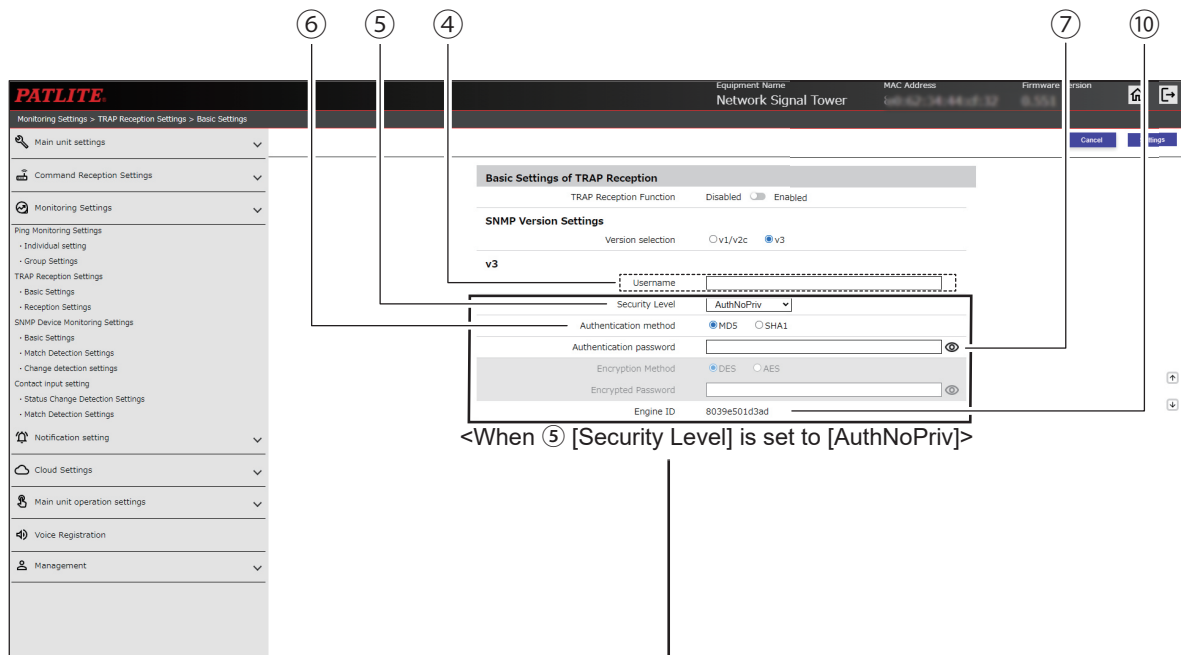 ⑥ ⑤ ④ ⑦ ⑩
PATLITE
Equipment Name MAC Address Firmware Version
Network Signal Tower 0.551
Monitoring Settings > TRAP Reception Settings > Basic Settings
Cancel Settings
Main unit settings
Command Reception Settings
Monitoring Settings
Ping Monitoring Settings
・Individual setting
・Group Settings
TRAP Reception Settings
・Basic Settings
・Reception Settings
SNMP Device Monitoring Settings
・Basic Settings
・Match Detection Settings
・Change detection settings
Contact input setting
・Status Change Detection Settings
・Match Detection Settings
Notification setting
Cloud Settings
Main unit operation settings
Voice Registration
Management
Basic Settings of TRAP Reception
TRAP Reception Function Disabled Enabled
SNMP Version Settings
Version selection v1/v2c v3
v3
Username
Security Level AuthNoPriv
Authentication method MD5 SHA1
Authentication password
Encryption Method DES AES
Encrypted Password
Engine ID 8039e501d3ad
<When ⑤ [Security Level] is set to [AuthNoPriv]>